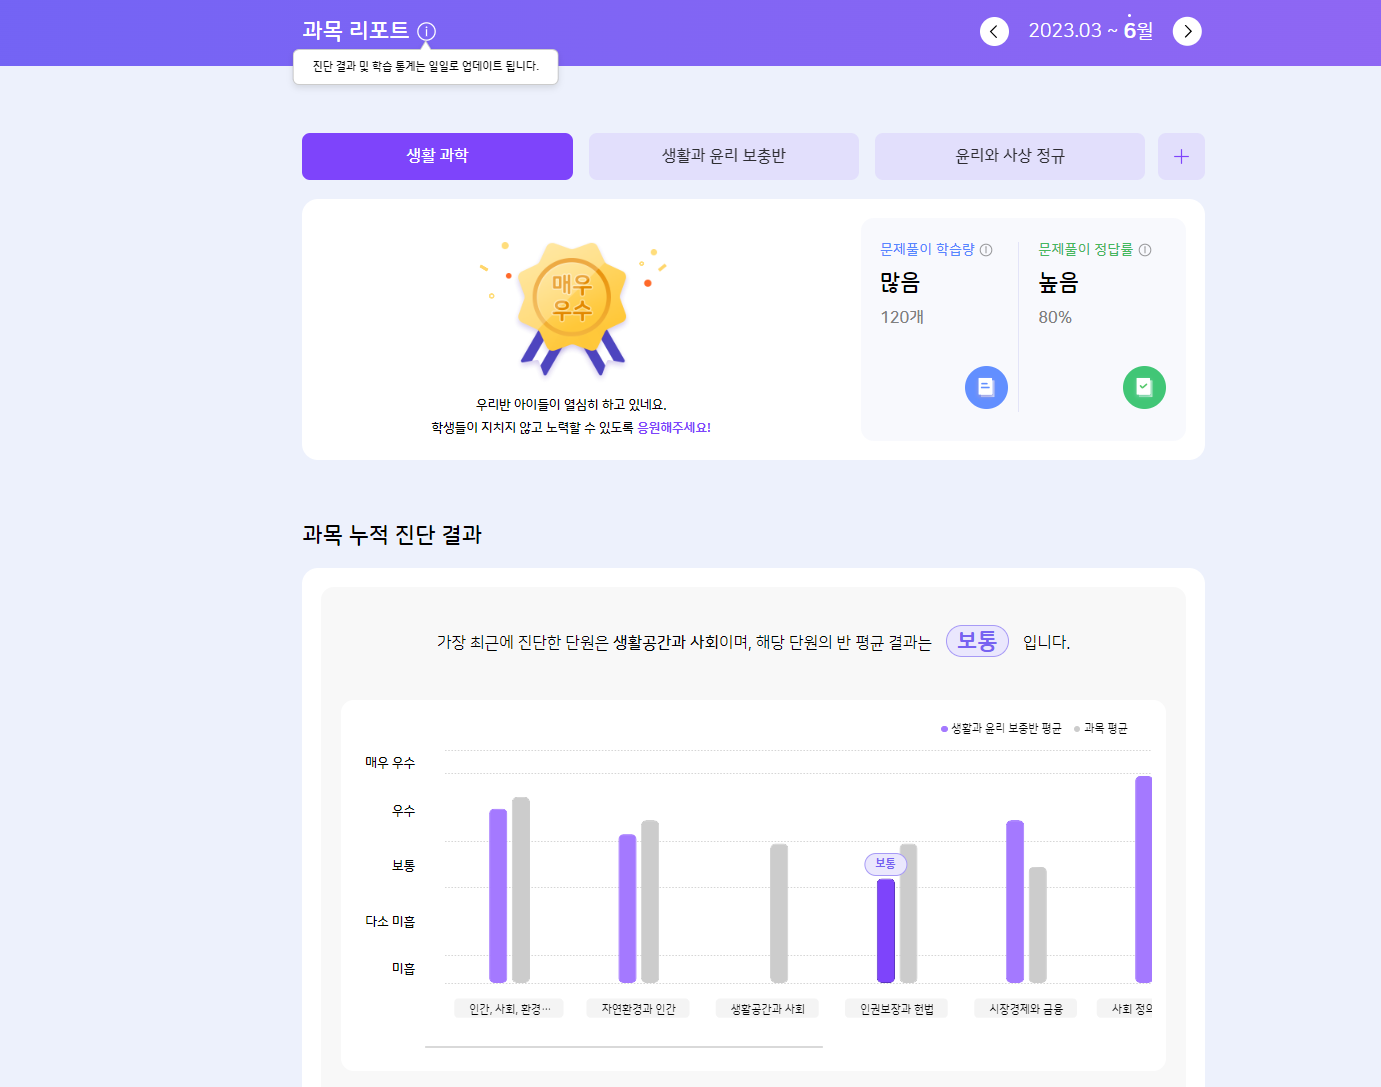 과목 리포트
2023.03 ~ 6월
진단 결과 및 학습 통계는 일일로 업데이트 됩니다.
생활 과학
생활과 윤리 보충반
윤리와 사상 정규
매우
우수
우리반 아이들이 열심히 하고 있네요.
학생들이 지치지 않고 노력할 수 있도록 응원해주세요!
문제풀이 학습량
많음
120개
문제풀이 정답률
높음
80%
과목 누적 진단 결과
가장 최근에 진단한 단원은 생활공간과 사회이며, 해당 단원의 반 평균 결과는 보통 입니다.
생활과 윤리 보충반 평균
과목 평균
매우 우수
우수
보통
다소 미흡
미흡
보통
인간, 사회, 환경…
자연환경과 인간
생활공간과 사회
인권보장과 헌법
시장경제와 금융
사회 정의